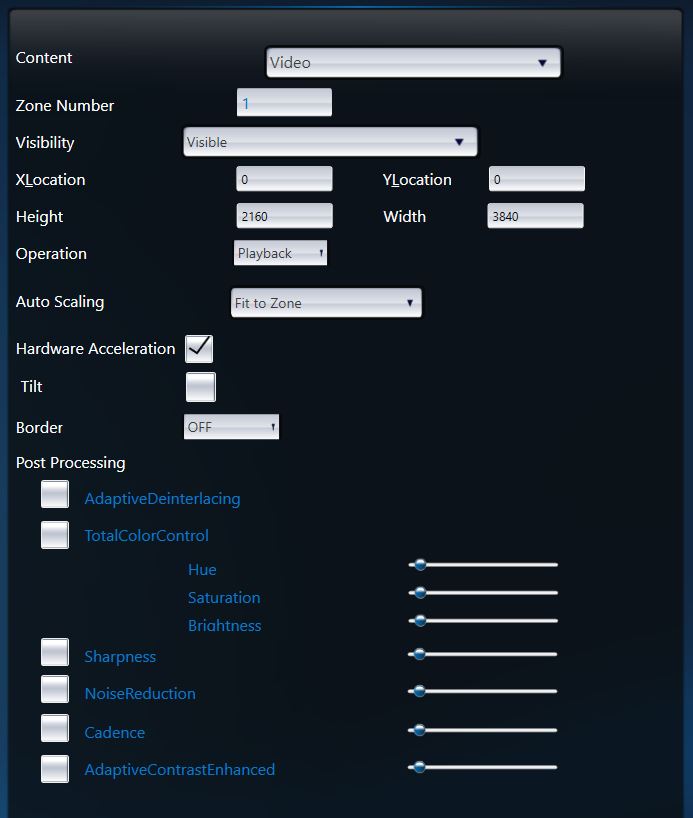 Content Video
Zone Number 1
Visibility Visible
XLocation 0 YLocation 0
Height 2160 Width 3840
Operation Playback
Auto Scaling Fit to Zone
Hardware Acceleration
Tilt
Border OFF
Post Processing
AdaptiveDeinterlacing
TotalColorControl
Hue
Saturation
Brightness
Sharpness
NoiseReduction
Cadence
AdaptiveContrastEnhanced